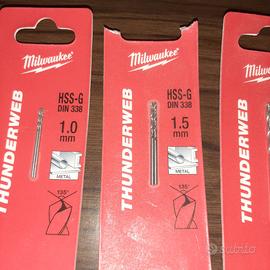 Milwaukee
HSS-G
DIN 338
1.0
mm
METAL
135°
THUNDERWEB
Milwaukee
HSS-G
DIN 338
1.5
mm
METAL
135°
THUNDERWEB
subito